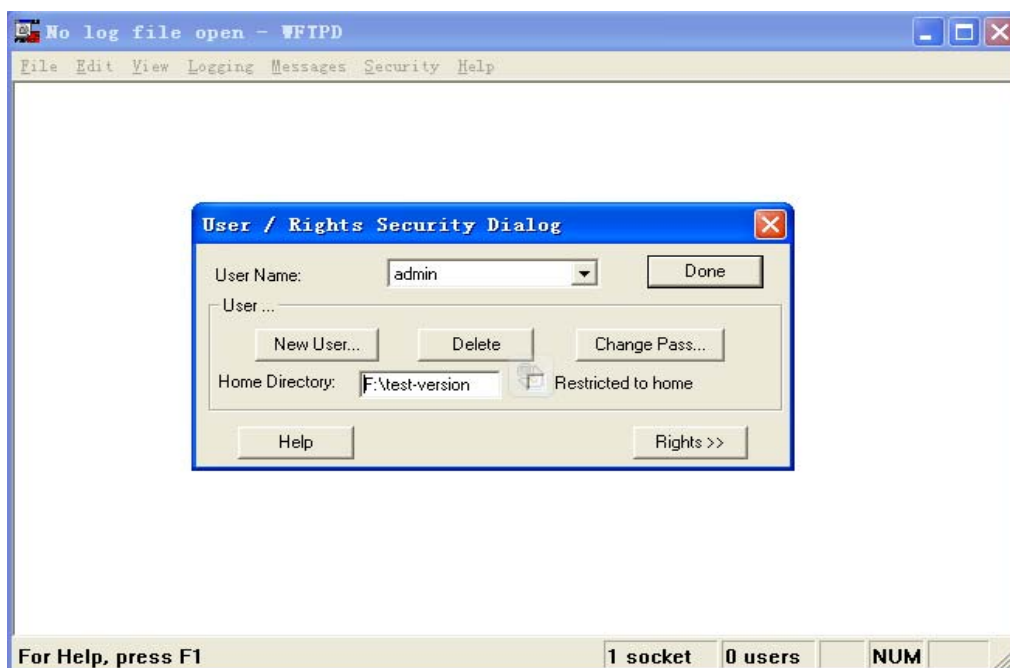 No log file open - WFTPD
File Edit View Logging Messages Security Help
User / Rights Security Dialog
User Name: admin Done
User ...
New User... Delete Change Pass...
Home Directory: F:\test-version Restricted to home
Help Rights >>
For Help, press F1 1 socket 0 users NUM